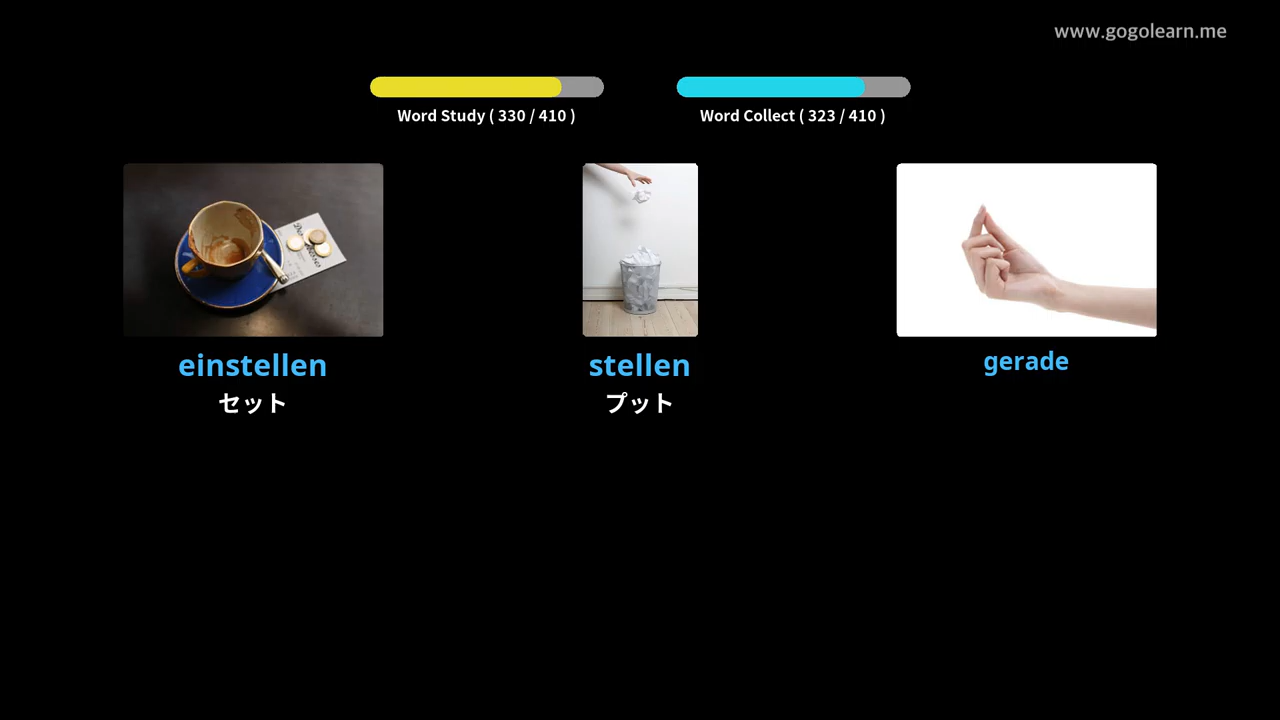 www.gogolearn.me
Word Study ( 330 / 410 )
Word Collect ( 323 / 410 )
einstellen
セット
stellen
プット
gerade